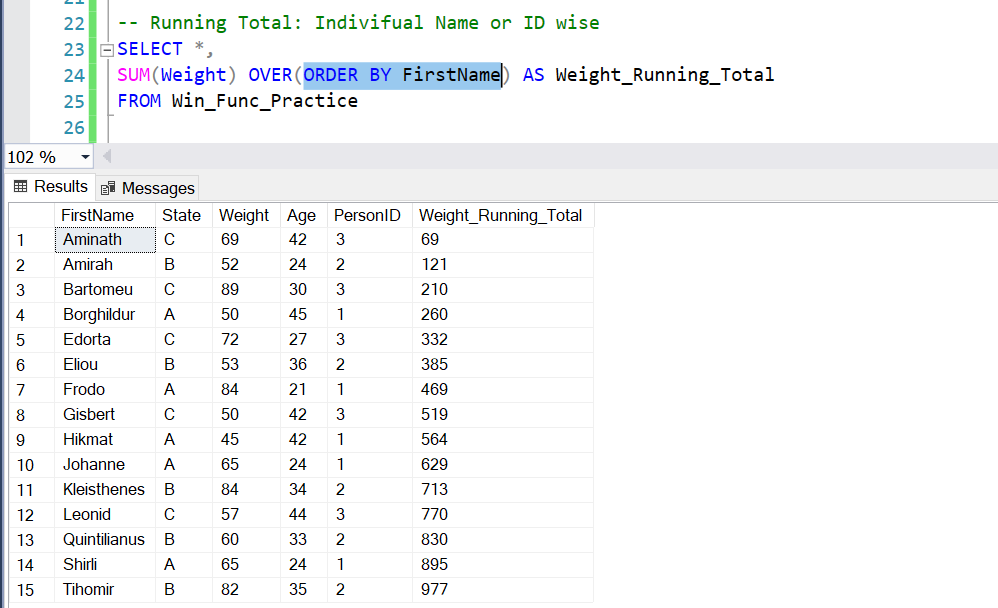 21
22 -- Running Total: Indivifual Name or ID wise
23 SELECT *,
24 SUM(Weight) OVER(ORDER BY FirstName) AS Weight_Running_Total
25 FROM Win_Func_Practice
26
102 %
Results Messages
FirstName State Weight Age PersonID Weight_Running_Total
1 Aminath C 69 42 3 69
2 Amirah B 52 24 2 121
3 Bartomeu C 89 30 3 210
4 Borghildur A 50 45 1 260
5 Edorta C 72 27 3 332
6 Eliou B 53 36 2 385
7 Frodo A 84 21 1 469
8 Gisbert C 50 42 3 519
9 Hikmat A 45 42 1 564
10 Johanne A 65 24 1 629
11 Kleisthenes B 84 34 2 713
12 Leonid C 57 44 3 770
13 Quintilianus B 60 33 2 830
14 Shirli A 65 24 1 895
15 Tihomir B 82 35 2 977